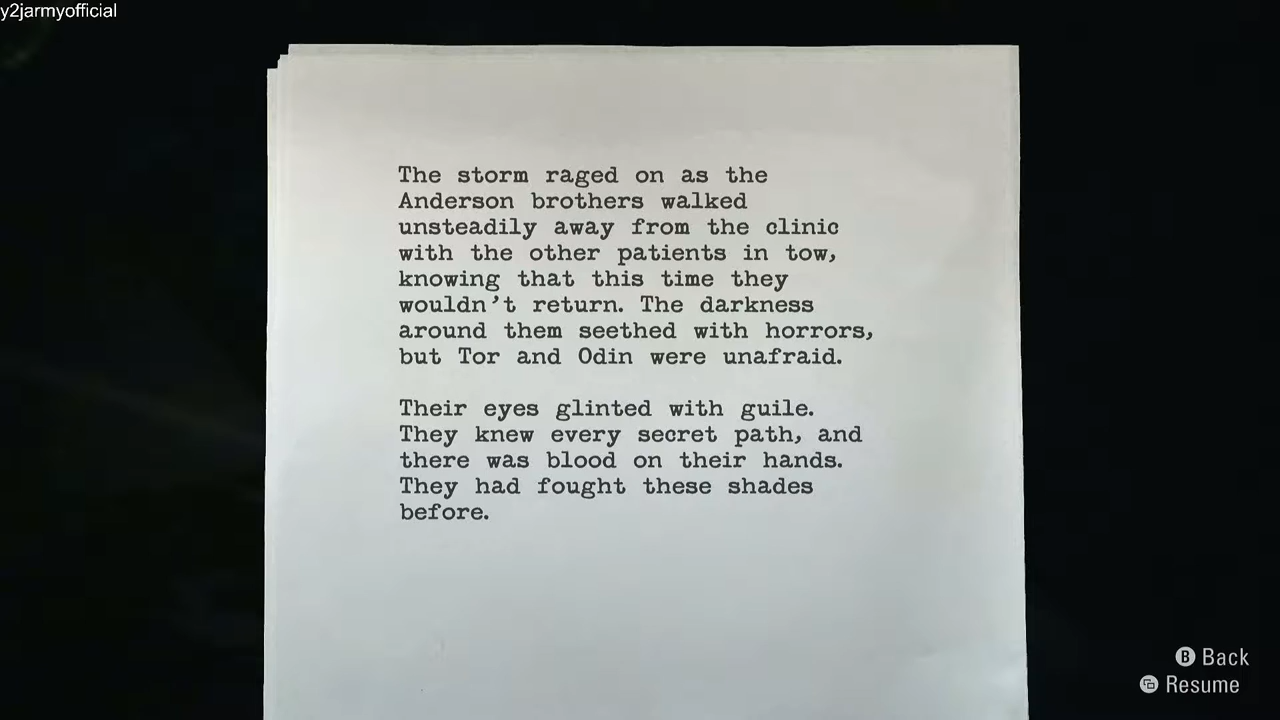 y2jarmyofficial
The storm raged on as the
Anderson brothers walked
unsteadily away from the clinic
with the other patients in tow,
knowing that this time they
wouldn't return. The darkness
around them seethed with horrors,
but Tor and Odin were unafraid.
Their eyes glinted with guile.
They knew every secret path, and
there was blood on their hands.
They had fought these shades
before.
B Back
Resume